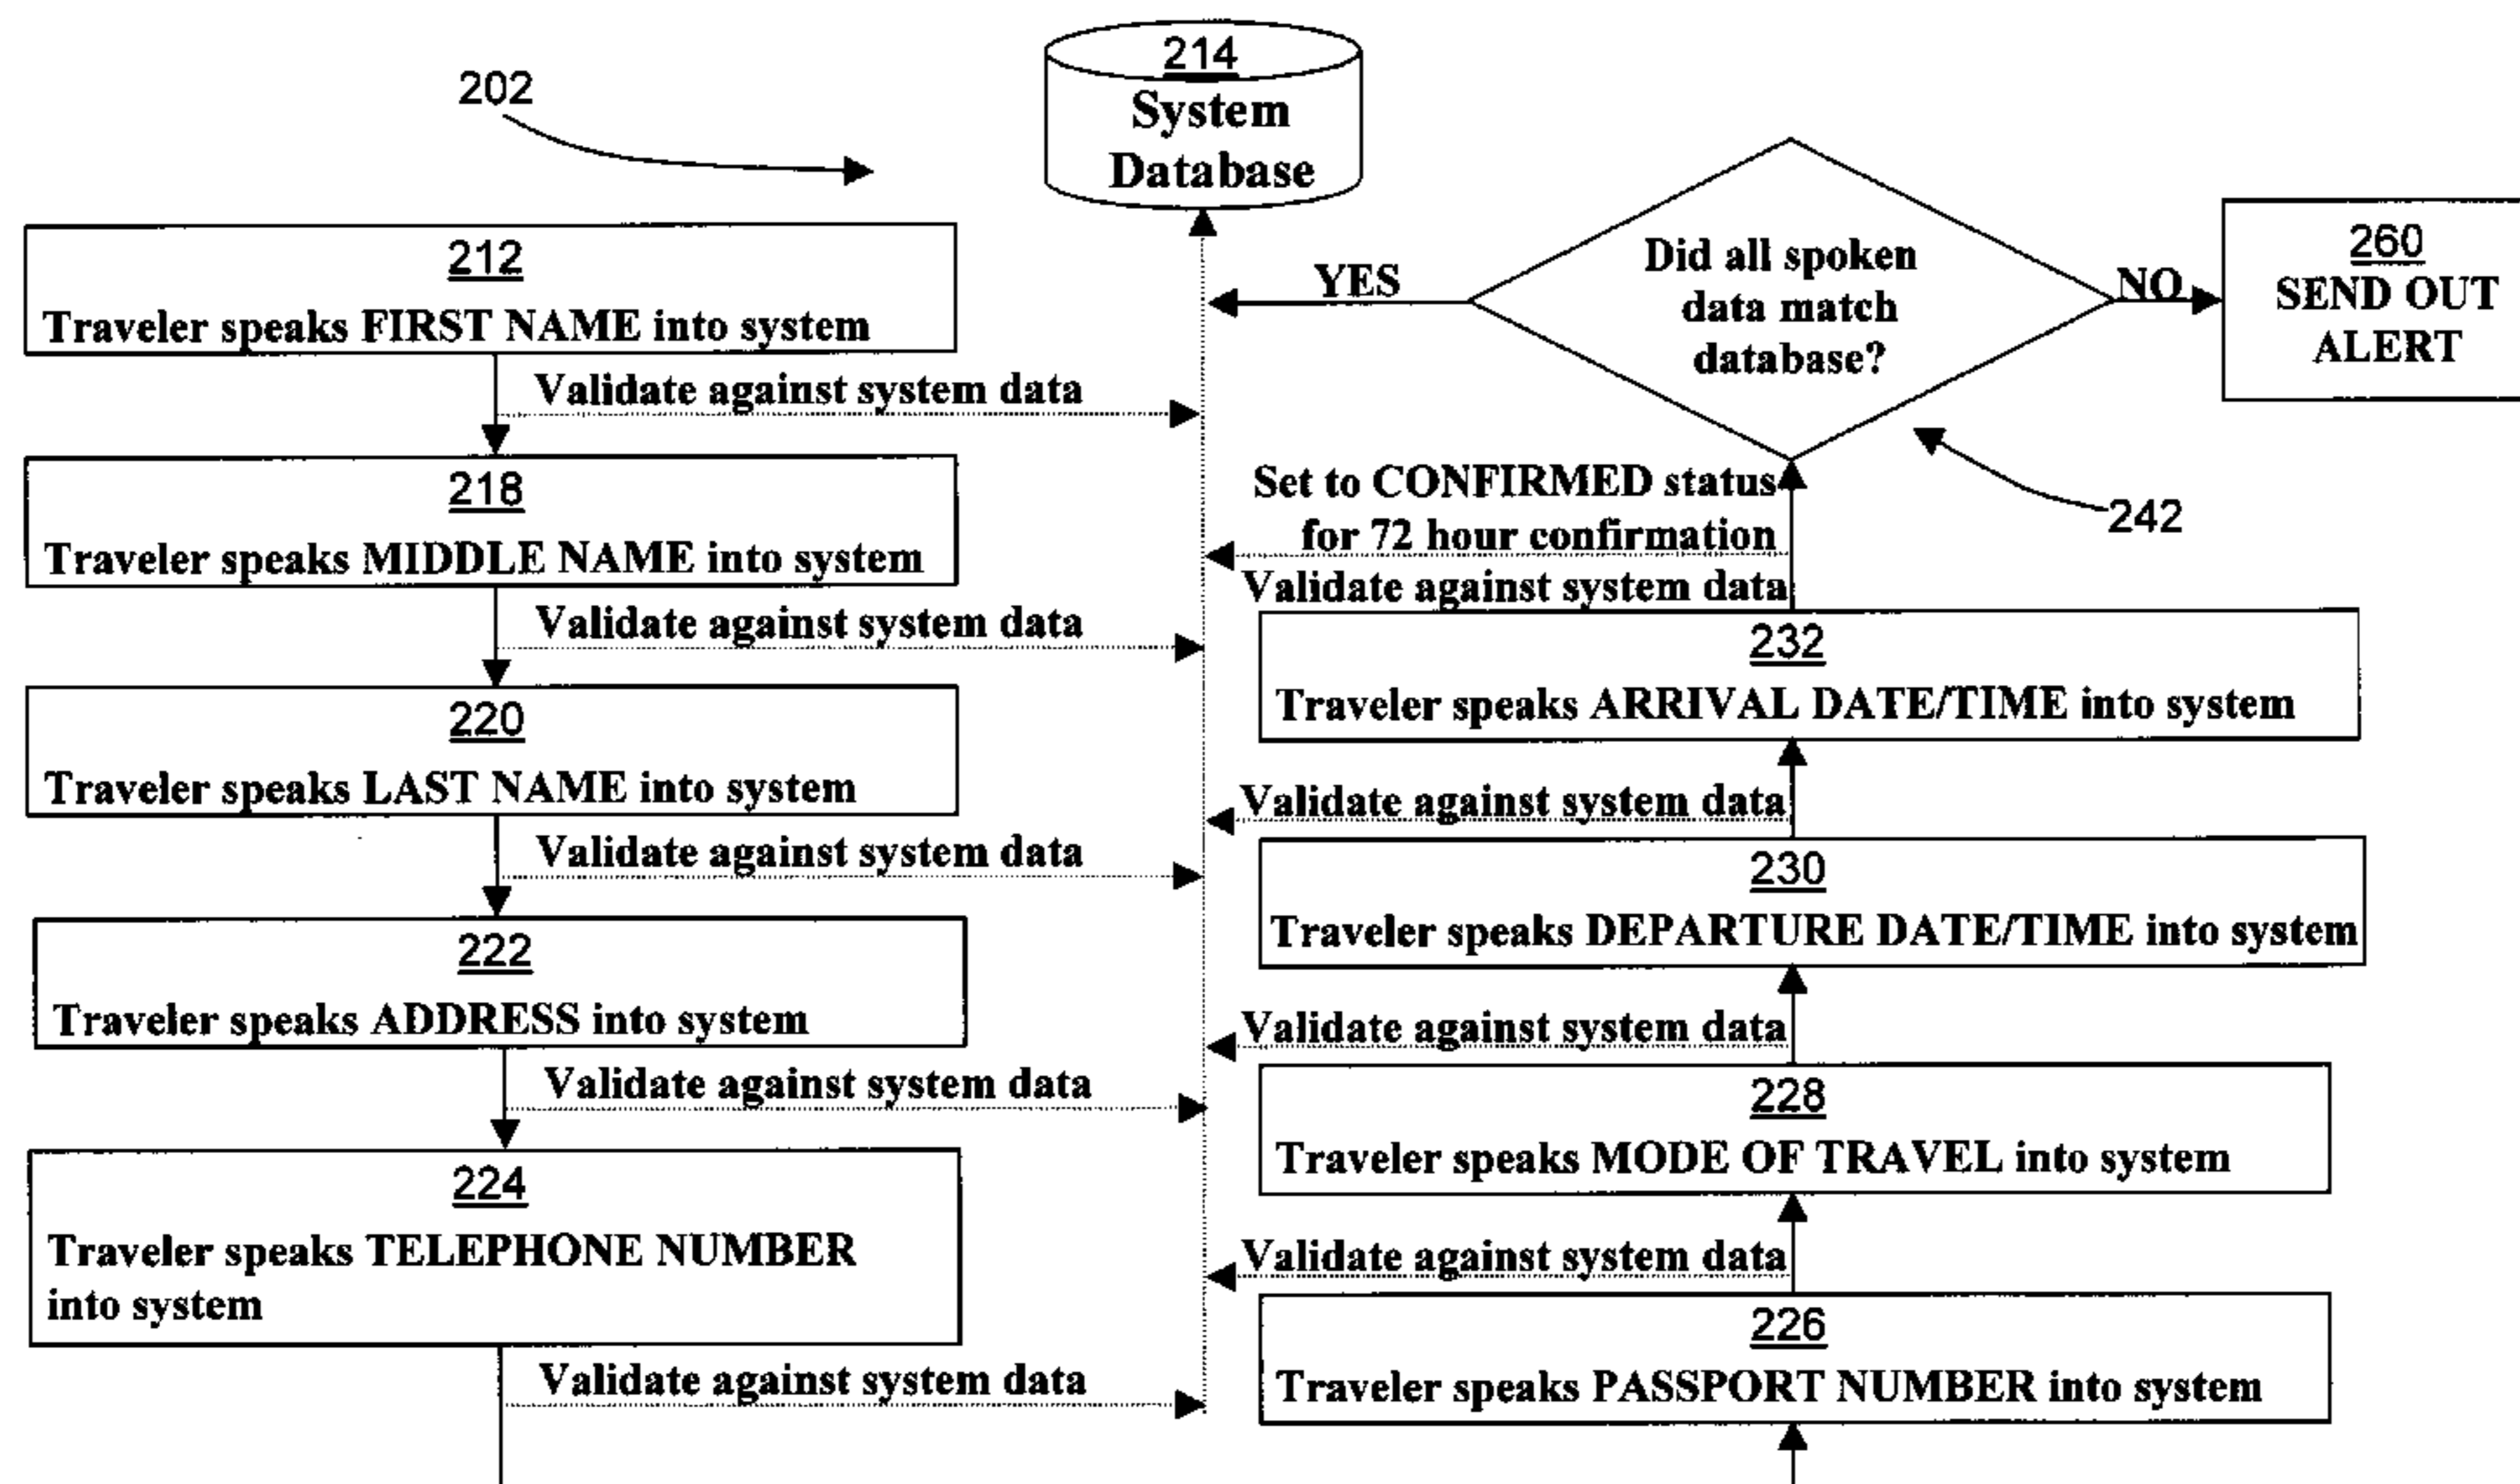 202
214
System
Database
212
Traveler speaks FIRST NAME into system
Validate against system data
218
Traveler speaks MIDDLE NAME into system
Validate against system data
220
Traveler speaks LAST NAME into system
Validate against system data
222
Traveler speaks ADDRESS into system
Validate against system data
224
Traveler speaks TELEPHONE NUMBER
into system
Validate against system data
Did all spoken
data match
database?
YES
NO
260
SEND OUT
ALERT
242
Set to CONFIRMED status
for 72 hour confirmation
Validate against system data
232
Traveler speaks ARRIVAL DATE/TIME into system
Validate against system data
230
Traveler speaks DEPARTURE DATE/TIME into system
Validate against system data
228
Traveler speaks MODE OF TRAVEL into system
Validate against system data
226
Traveler speaks PASSPORT NUMBER into system